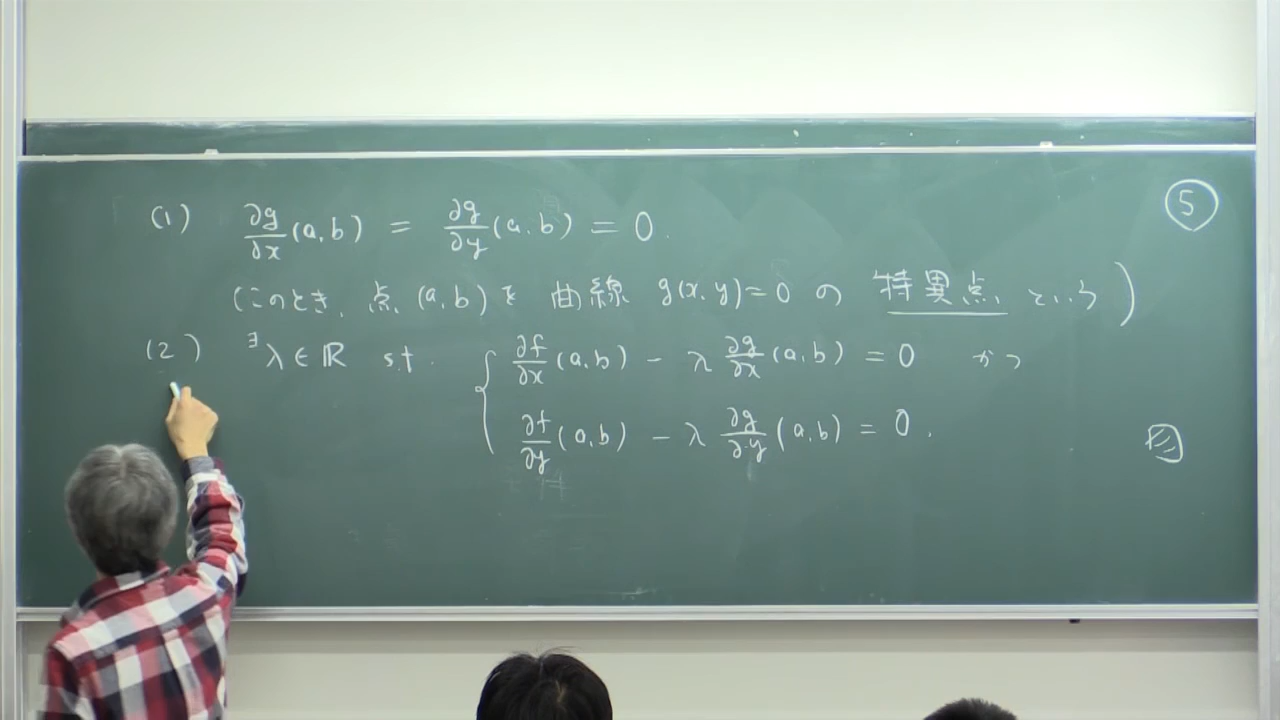 ⑤
(1) ∂g/∂x (a,b) = ∂g/∂y (a,b) = 0.
(このとき、点(a,b)を曲線 g(x,y)=0 の 特異点 という)
(2) ∃λ∈ℝ s.t. { ∂f/∂x (a,b) − λ ∂g/∂x (a,b) = 0 かつ
∂f/∂y (a,b) − λ ∂g/∂y (a,b) = 0.